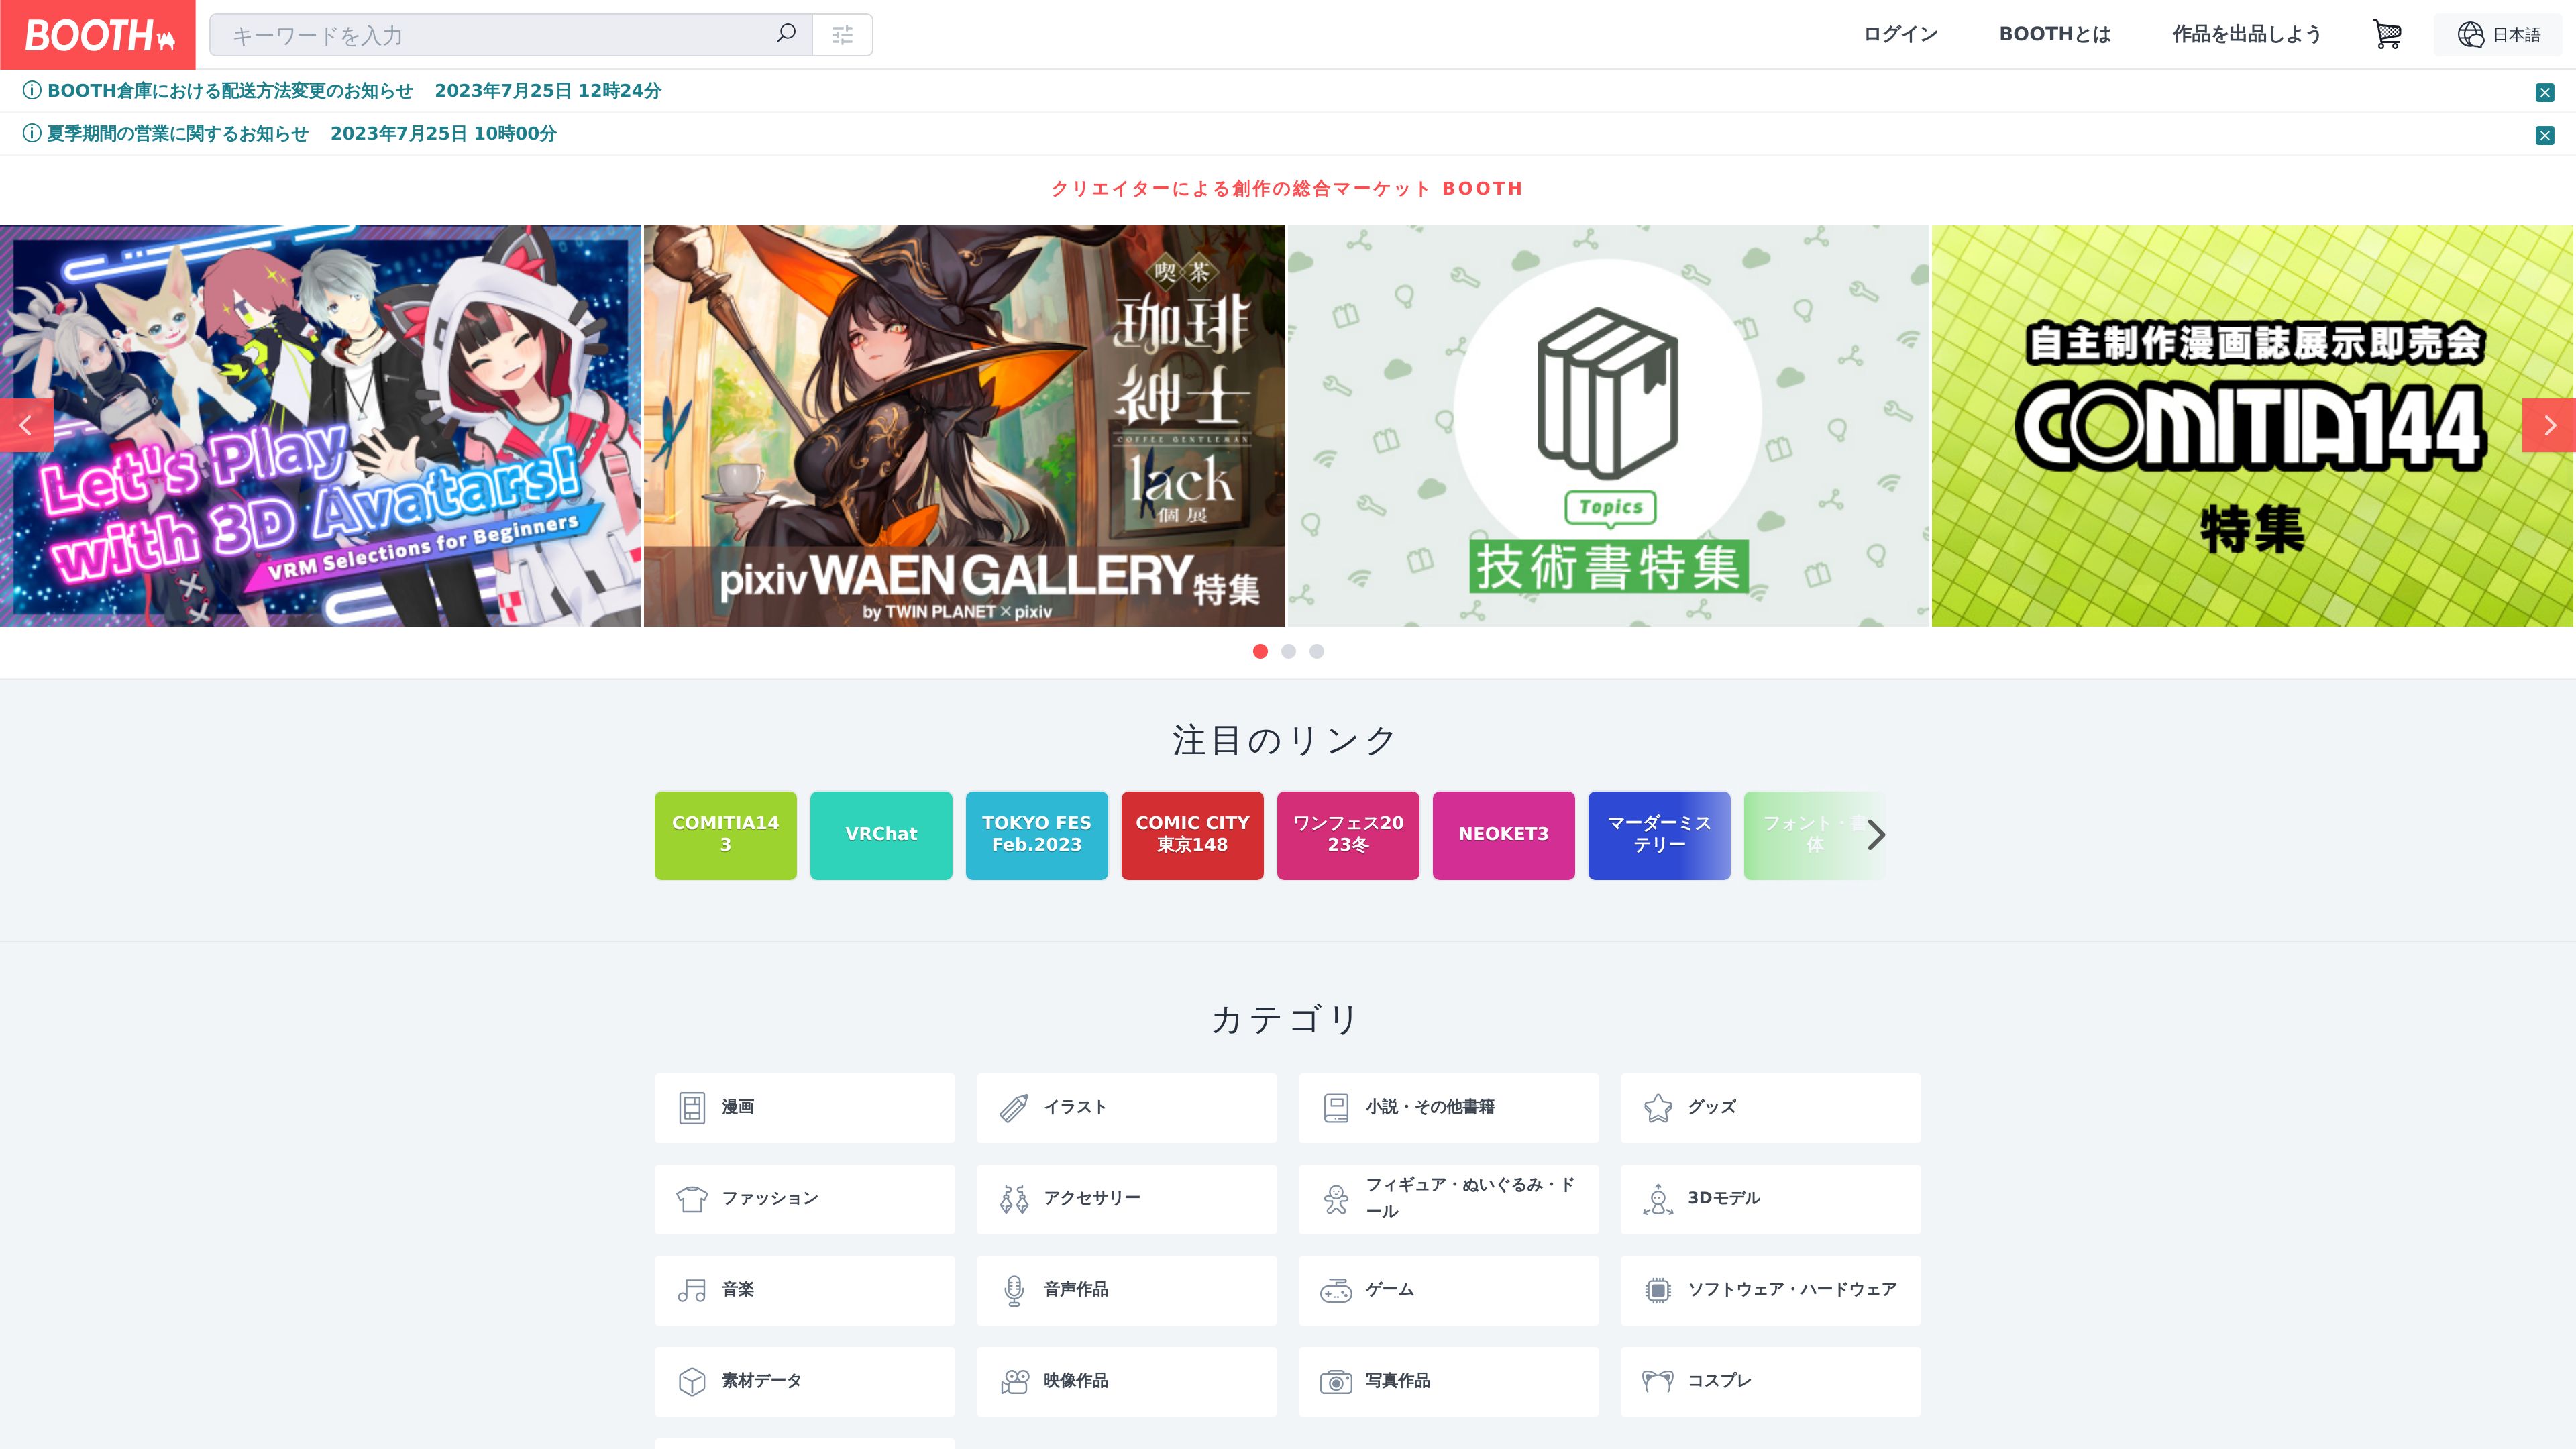 BOOTH
キーワードを入力
ログイン
BOOTHとは
作品を出品しよう
日本語
BOOTH倉庫における配送方法変更のお知らせ 2023年7月25日 12時24分
夏季期間の営業に関するお知らせ 2023年7月25日 10時00分
クリエイターによる創作の総合マーケット BOOTH
Let's Play
with 3D Avatars!
VRM Selections for Beginners
喫茶
珈琲
紳士
COFFEE GENTLEMAN
lack
個展
pixiv WAEN GALLERY特集
by TWIN PLANET × pixiv
Topics
技術書特集
自主制作漫画誌展示即売会
COMITIA144
特集
注目のリンク
COMITIA14
3
VRChat
TOKYO FES
Feb.2023
COMIC CITY
東京148
ワンフェス20
23冬
NEOKET3
マーダーミス
テリー
フォント・書
体
カテゴリ
漫画
イラスト
小説・その他書籍
グッズ
ファッション
アクセサリー
フィギュア・ぬいぐるみ・ド
ール
3Dモデル
音楽
音声作品
ゲーム
ソフトウェア・ハードウェア
素材データ
映像作品
写真作品
コスプレ